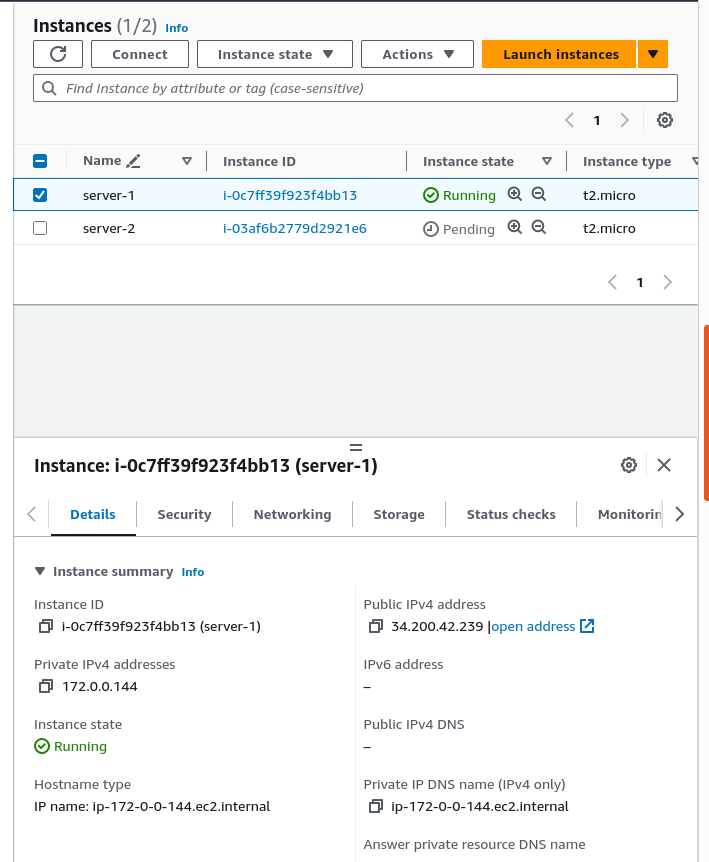 Instances (1/2) Info
Connect Instance state Actions Launch instances
Find Instance by attribute or tag (case-sensitive)
1
Name Instance ID Instance state Instance type
server-1 i-0c7ff39f923f4bb13 Running t2.micro
server-2 i-03af6b2779d2921e6 Pending t2.micro
1
Instance: i-0c7ff39f923f4bb13 (server-1)
Details Security Networking Storage Status checks Monitorin
Instance summary Info
Instance ID
i-0c7ff39f923f4bb13 (server-1)
Public IPv4 address
34.200.42.239 |open address
Private IPv4 addresses
172.0.0.144
IPv6 address
–
Instance state
Running
Public IPv4 DNS
–
Hostname type
IP name: ip-172-0-0-144.ec2.internal
Private IP DNS name (IPv4 only)
ip-172-0-0-144.ec2.internal
Answer private resource DNS name